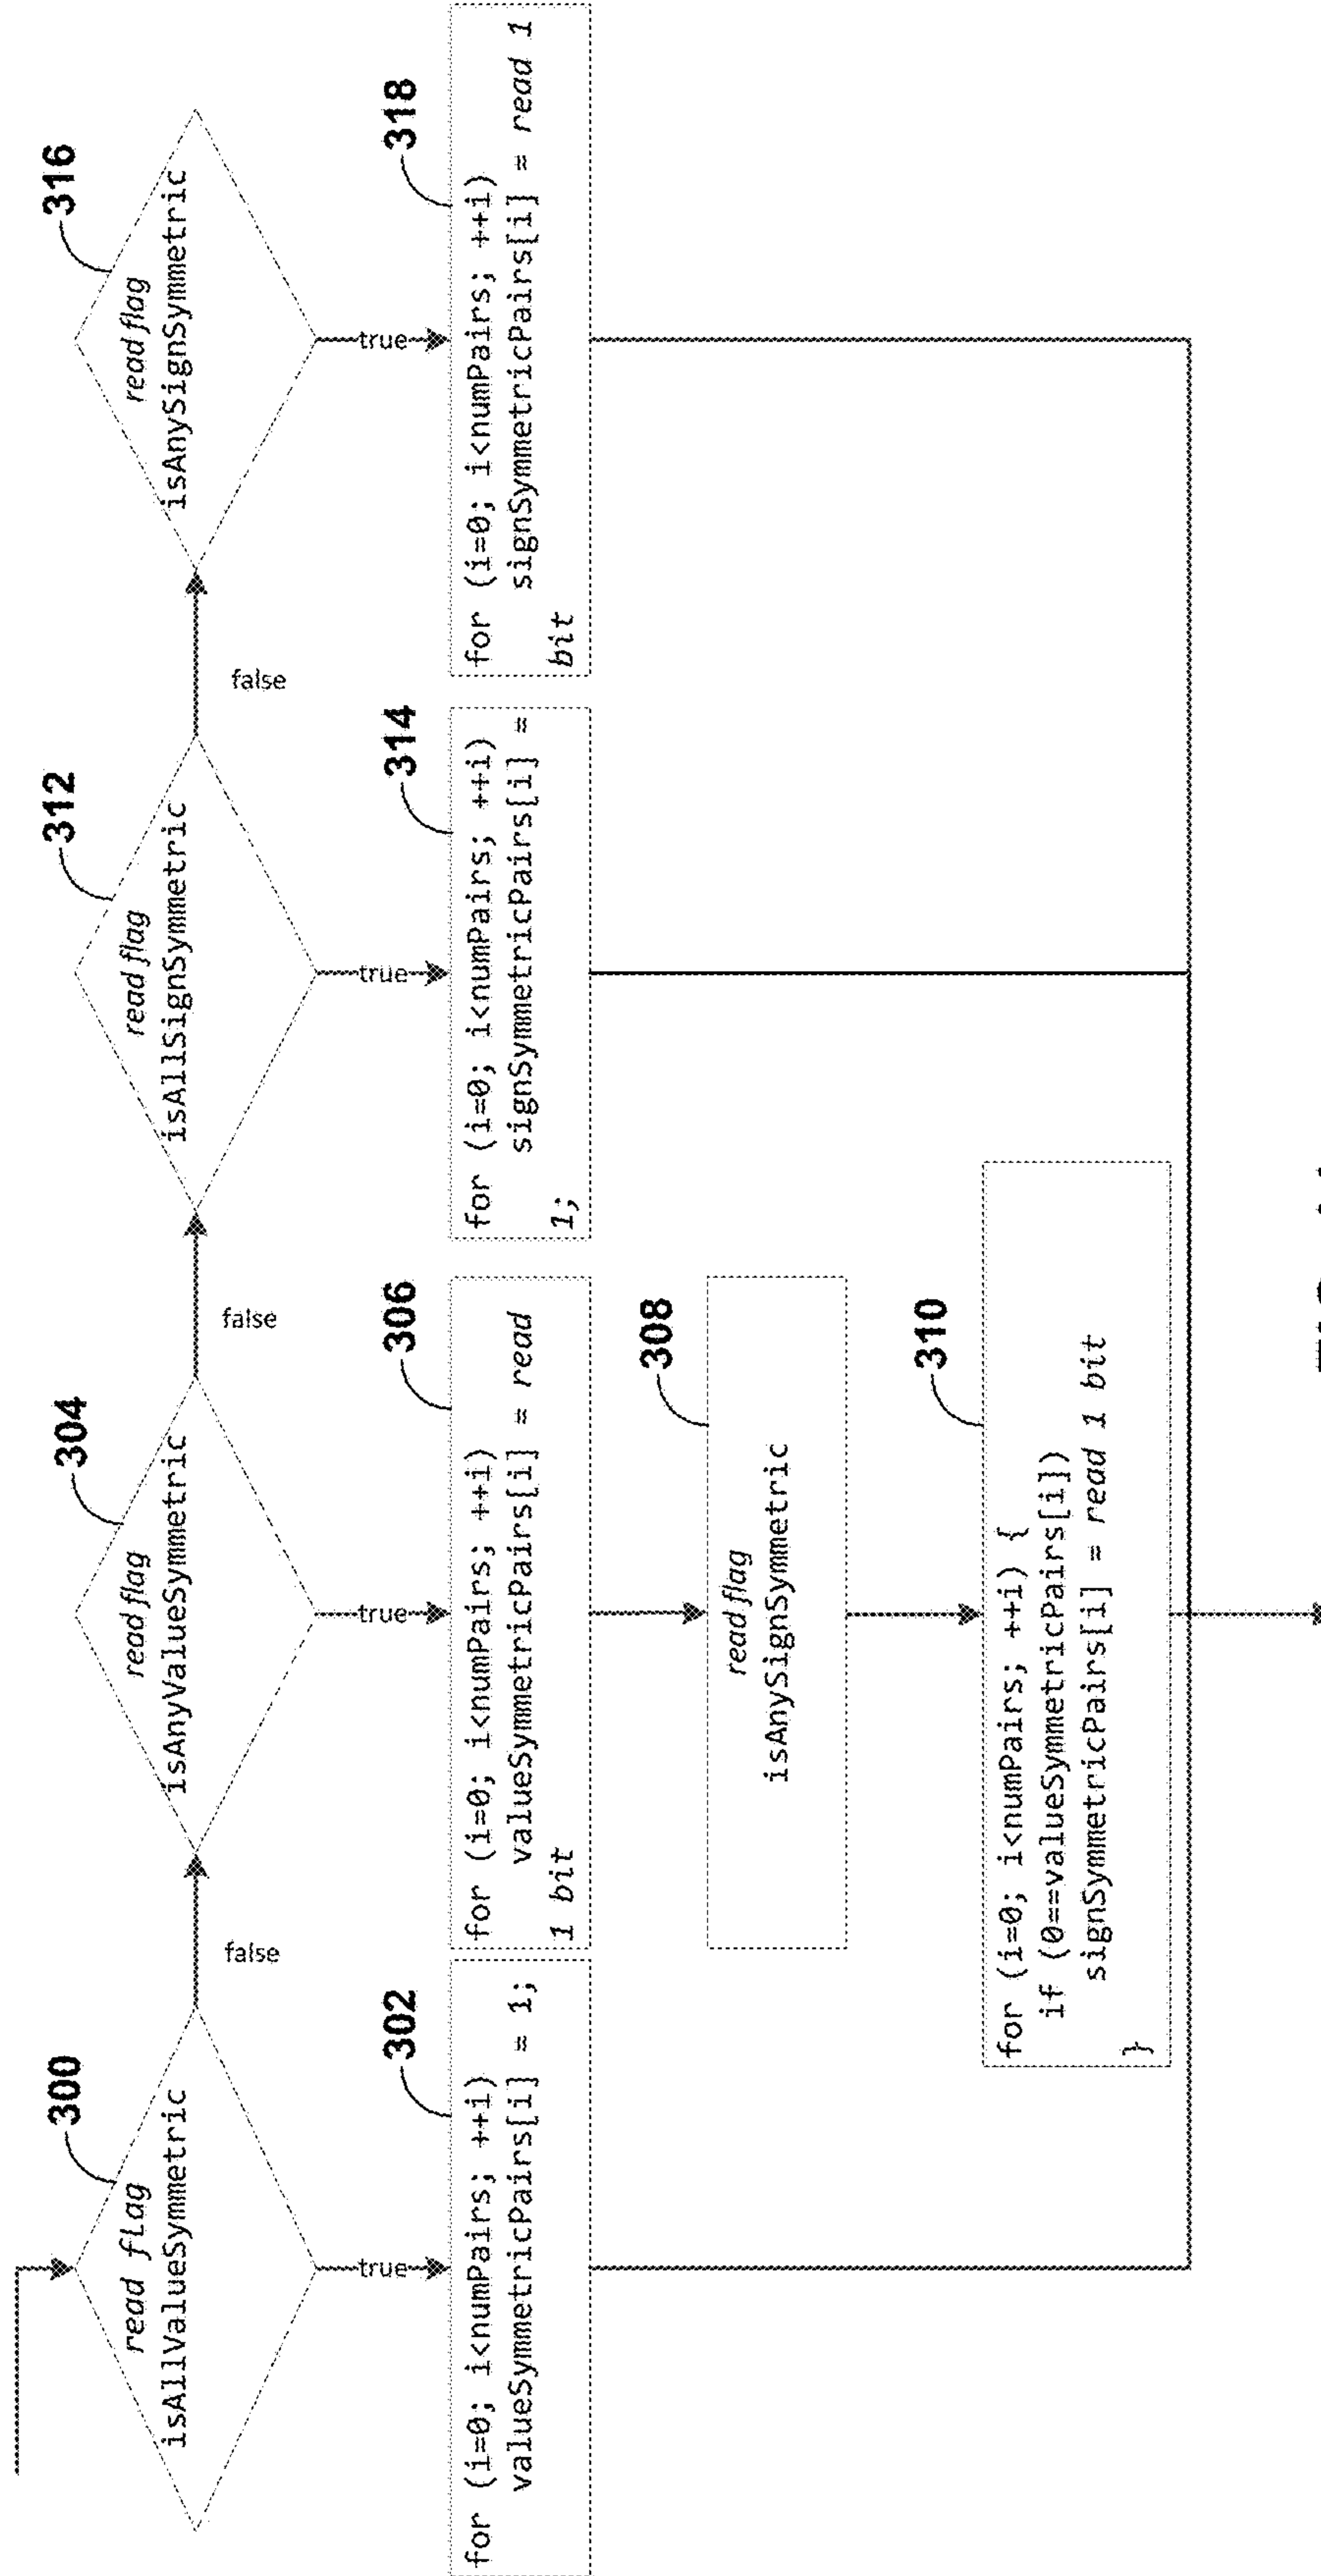 300
read flag
isAllValueSymmetric
false
304
read flag
isAnyValueSymmetric
false
312
read flag
isAllSignSymmetric
false
316
read flag
isAnySignSymmetric
true
true
true
true
302
for (i=0; i<numPairs; ++i)
valueSymmetricPairs[i] = 1;
306
for (i=0; i<numPairs; ++i)
valueSymmetricPairs[i] = read
1 bit
314
for (i=0; i<numPairs; ++i)
signSymmetricPairs[i] =
1;
318
for (i=0; i<numPairs; ++i)
signSymmetricPairs[i] = read 1
bit
308
read flag
isAnySignSymmetric
310
for (i=0; i<numPairs; ++i) {
if (0==valueSymmetricPairs[i])
signSymmetricPairs[i] = read 1 bit
}